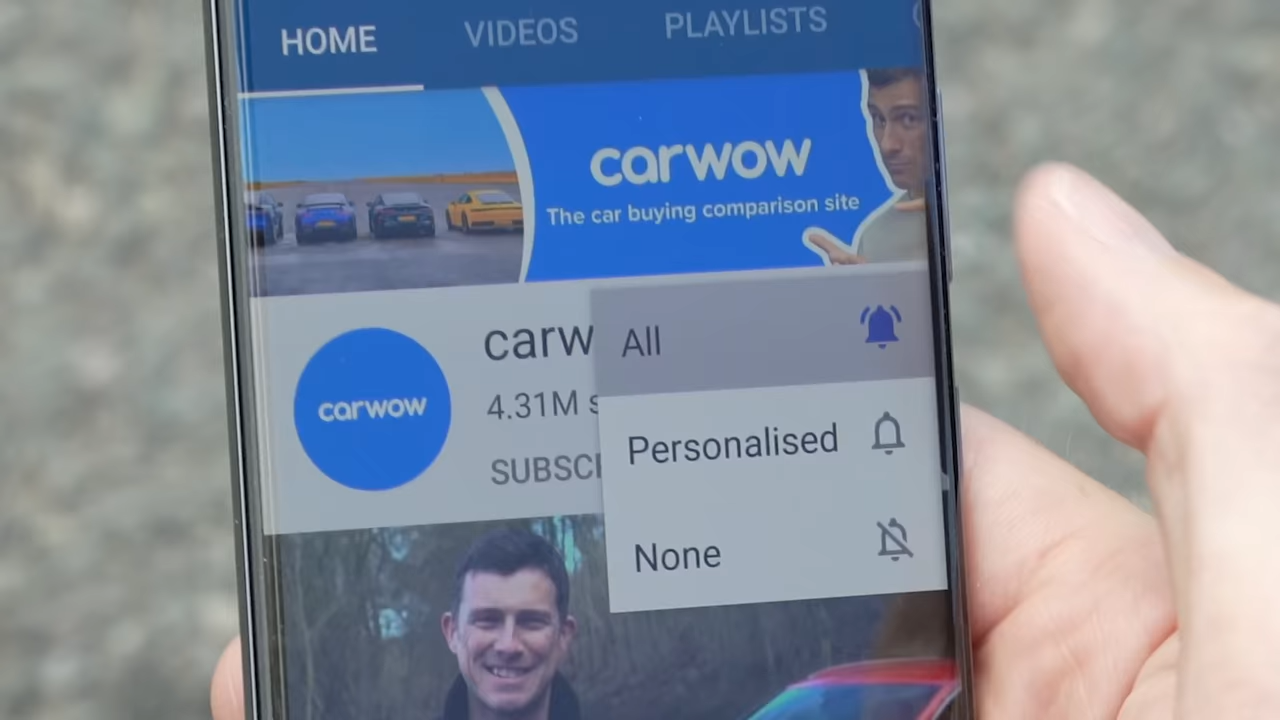 HOME VIDEOS PLAYLISTS
carwow
The car buying comparison site
carw
All
carwow
4.31M s
Personalised
SUBSC
None